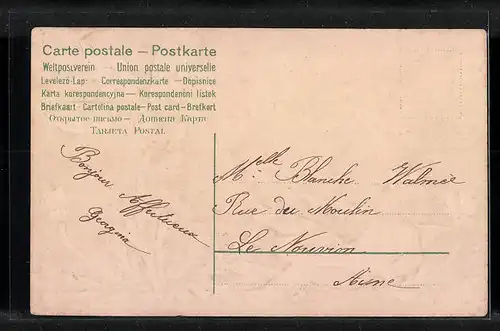 Carte postale — Postkarte
Weltpostverein — Union postale universelle
Levelező-Lap — Correspondenzkarte — Dopisnice
Karta korespondencyjna — Korespondenční lístek
Briefkaart — Cartolina postale — Post card — Brefkort
Открытое письмо — Дописна Карта
TARJETA POSTAL
Bonjour
Affectueux
Georgina
Melle Blanche Walmée
Rue du Moulin
Le Nouvion
Aisne